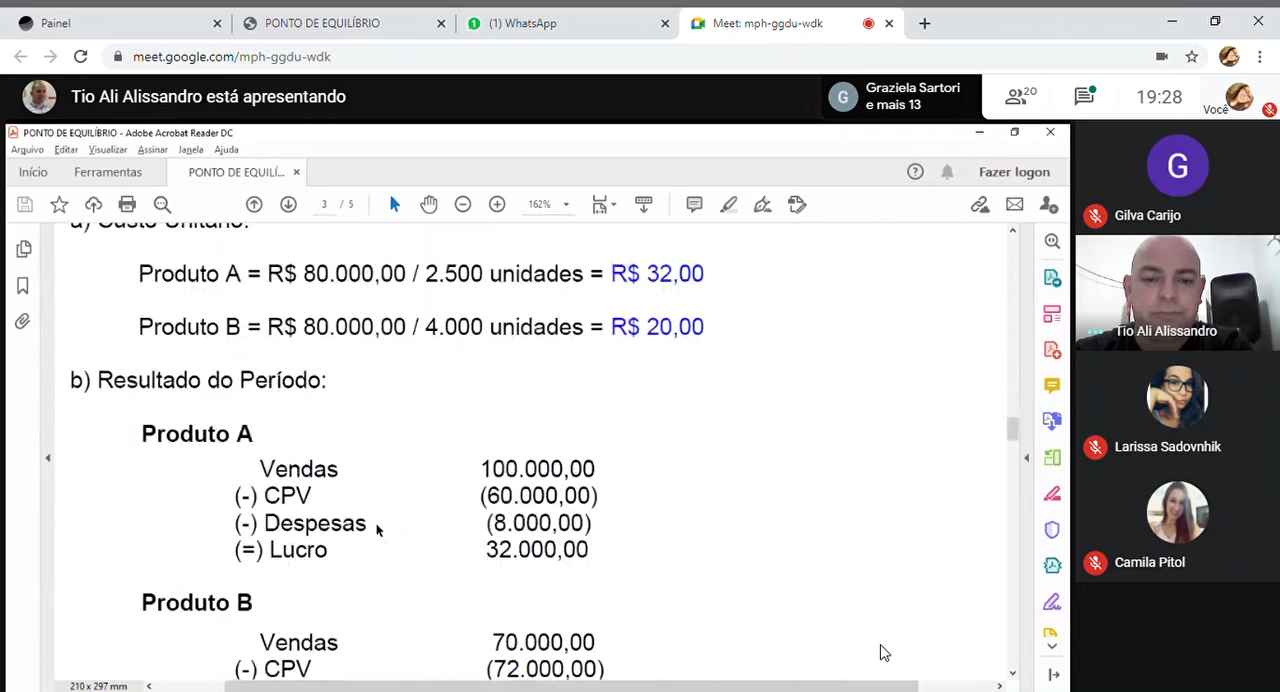 Painel
PONTO DE EQUILÍBRIO
(1) WhatsApp
Meet: mph-ggdu-wdk
meet.google.com/mph-ggdu-wdk
Tio Ali Alissandro está apresentando
G
Graziela Sartori
e mais 13
20
19:28
Você
PONTO DE EQUILÍBRIO - Adobe Acrobat Reader DC
Arquivo Editar Visualizar Assinar Janela Ajuda
Início
Ferramentas
PONTO DE EQUILÍ...
Fazer logon
3 / 5
162%
a) Custo Unitário:
Produto A = R$ 80.000,00 / 2.500 unidades = R$ 32,00
Produto B = R$ 80.000,00 / 4.000 unidades = R$ 20,00
b) Resultado do Período:
Produto A
Vendas 100.000,00
(-) CPV (60.000,00)
(-) Despesas (8.000,00)
(=) Lucro 32.000,00
Produto B
Vendas 70.000,00
(-) CPV (72.000,00)
210 x 297 mm
G
Gilva Carijo
Tio Ali Alissandro
Larissa Sadovnhik
Camila Pitol